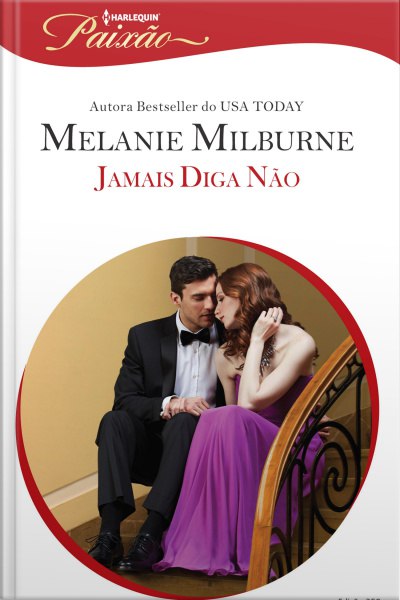 HARLEQUIN
Paixão
Autora Bestseller do USA TODAY
MELANIE MILBURNE
JAMAIS DIGA NÃO